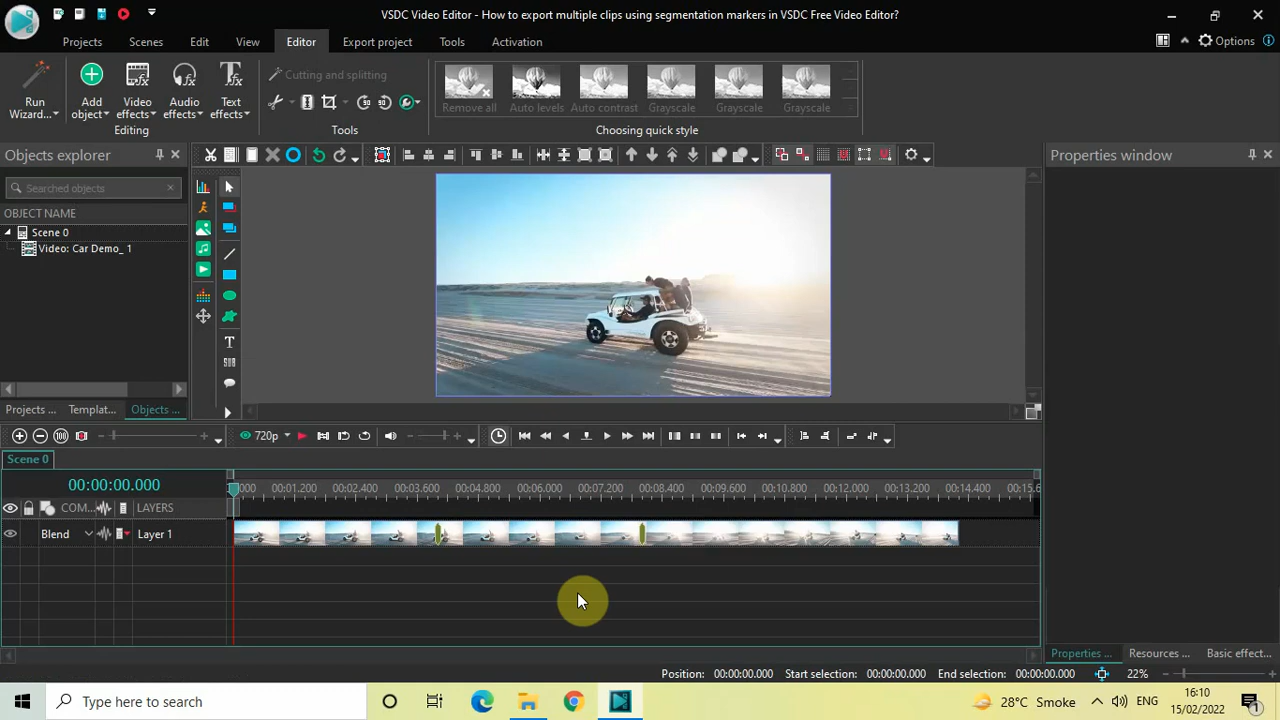 VSDC Video Editor - How to export multiple clips using segmentation markers in VSDC Free Video Editor?
Projects Scenes Edit View Editor Export project Tools Activation Options
Run Wizard... Add object Video effects Audio effects Text effects
Cutting and splitting
Remove all Auto levels Auto contrast Grayscale Grayscale Grayscale
Editing Tools Choosing quick style
Objects explorer
Properties window
Searched objects
OBJECT NAME
Scene 0
Video: Car Demo_ 1
T
Projects ... Templat... Objects ...
720p
Scene 0
00:00:00.000
000 00:01.200 00:02.400 00:03.600 00:04.800 00:06.000 00:07.200 00:08.400 00:09.600 00:10.800 00:12.000 00:13.200 00:14.400 00:15.6
COM... LAYERS
Blend Layer 1
Properties ... Resources ... Basic effect...
Position: 00:00:00.000 Start selection: 00:00:00.000 End selection: 00:00:00.000 22%
Type here to search
28°C Smoke ENG
16:10
15/02/2022
1